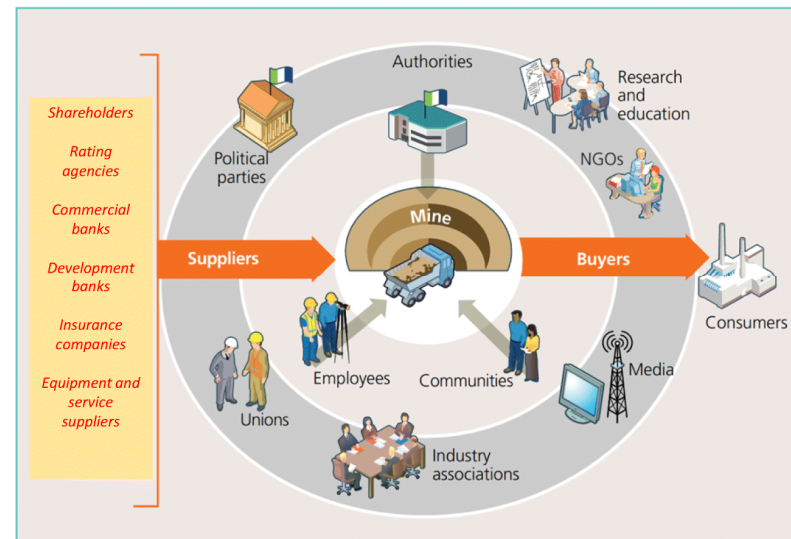 Shareholders
Rating
agencies
Commercial
banks
Development
banks
Insurance
companies
Equipment and
service
suppliers
Authorities
Research
and
education
Political
parties
NGOs
Mine
Suppliers
Buyers
Consumers
Employees
Communities
Media
Unions
Industry
associations